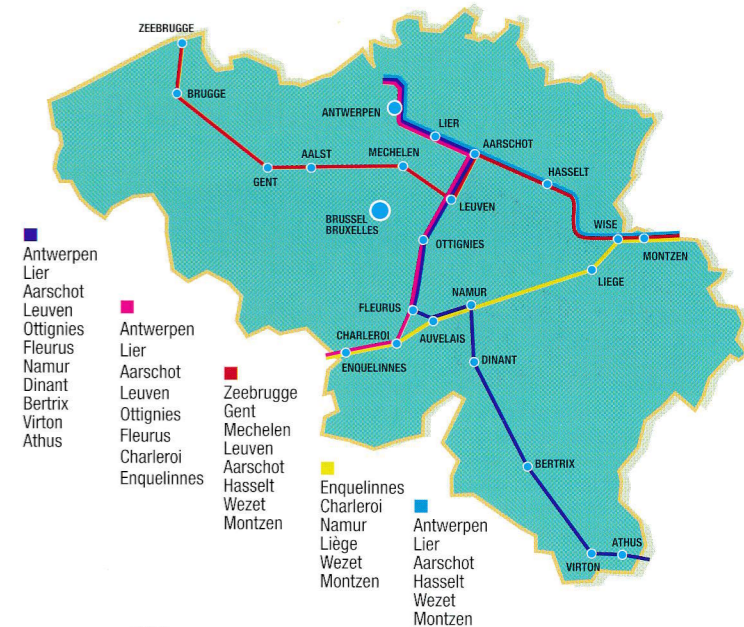 ZEEBRUGGE
BRUGGE
ANTWERPEN
LIER
AARSCHOT
AALST
MECHELEN
HASSELT
GENT
LEUVEN
BRUSSEL
BRUXELLES
WISE
OTTIGNIES
MONTZEN
LIEGE
NAMUR
FLEURUS
CHARLEROI
AUVELAIS
ENQUELINNES
DINANT
BERTRIX
ATHUS
VIRTON
Antwerpen
Lier
Aarschot
Leuven
Ottignies
Fleurus
Namur
Dinant
Bertrix
Virton
Athus
Antwerpen
Lier
Aarschot
Leuven
Ottignies
Fleurus
Charleroi
Enquelinnes
Zeebrugge
Gent
Mechelen
Leuven
Aarschot
Hasselt
Wezet
Montzen
Enquelinnes
Charleroi
Namur
Liège
Wezet
Montzen
Antwerpen
Lier
Aarschot
Hasselt
Wezet
Montzen